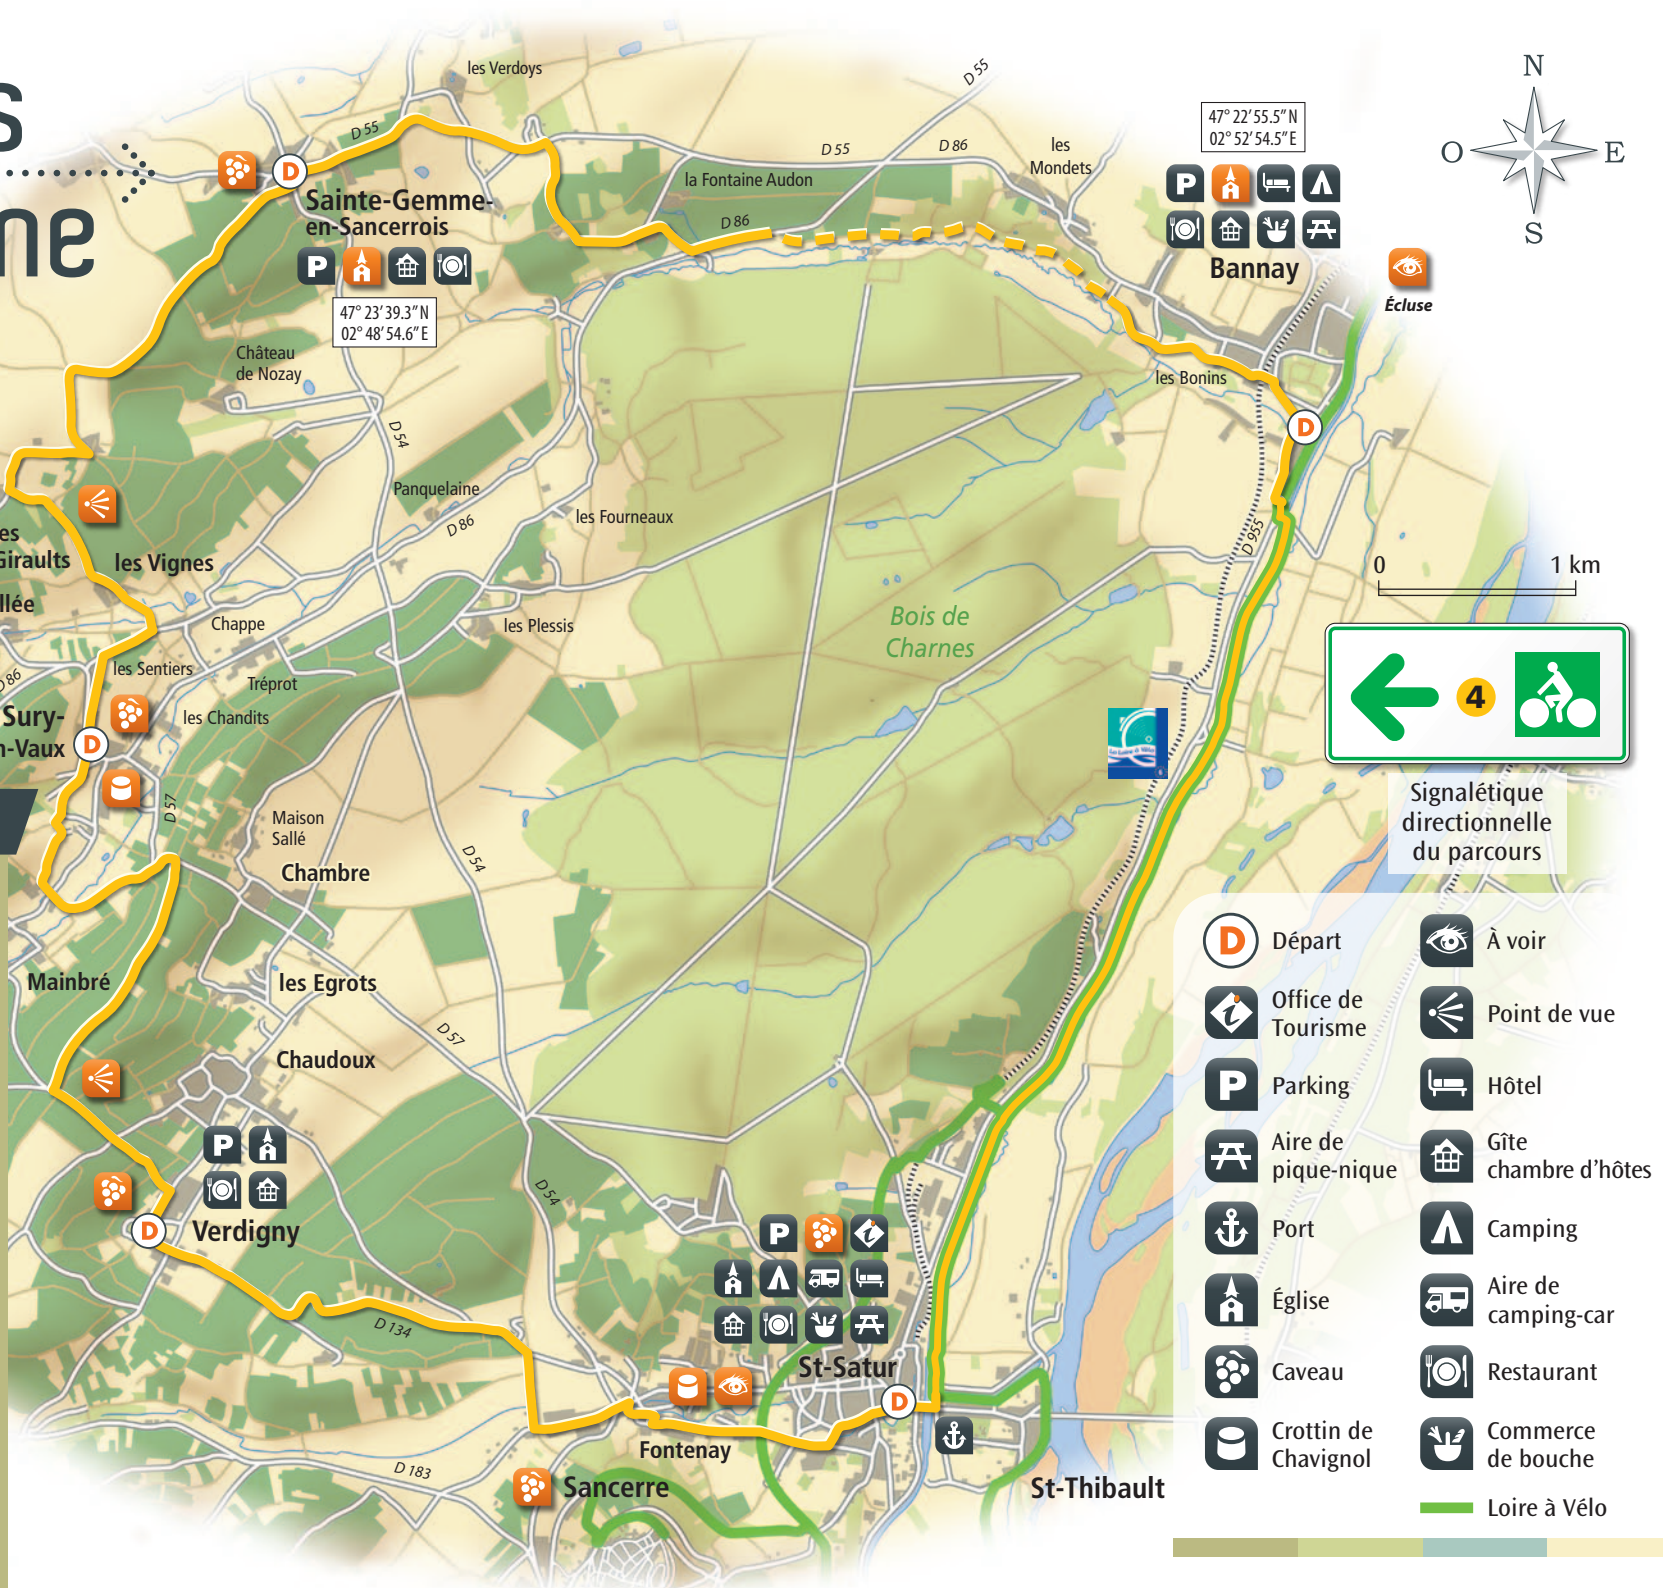 s
ne
les Verdoys
D 55
D 55
D
D 55
D 86
les
Mondets
47° 22' 55.5" N
02° 52' 54.5" E
N
O
E
S
Sainte-Gemme-
en-Sancerrois
la Fontaine Audon
D 86
P
P
Bannay
Écluse
47° 23' 39.3" N
02° 48' 54.6" E
Château
de Nozay
les Bonins
D
D 54
Panquelaine
D 86
les Fourneaux
D 955
es
Giraults
les Vignes
llée
0
1 km
Chappe
les Plessis
Bois de
Charnes
les Sentiers
D 86
Tréprot
4
Sury-
n-Vaux
les Chandits
D
D 57
Maison
Sallé
Chambre
D 54
Signalétique
directionnelle
du parcours
Mainbré
les Egrots
D 57
Chaudoux
P
D 54
D
Verdigny
D 134
P
i
St-Satur
D
Fontenay
D 183
Sancerre
St-Thibault
D
Départ
À voir
i
Office de
Tourisme
Point de vue
P
Parking
Hôtel
Aire de
pique-nique
Gîte
chambre d'hôtes
Port
Camping
Église
Aire de
camping-car
Caveau
Restaurant
Crottin de
Chavignol
Commerce
de bouche
Loire à Vélo